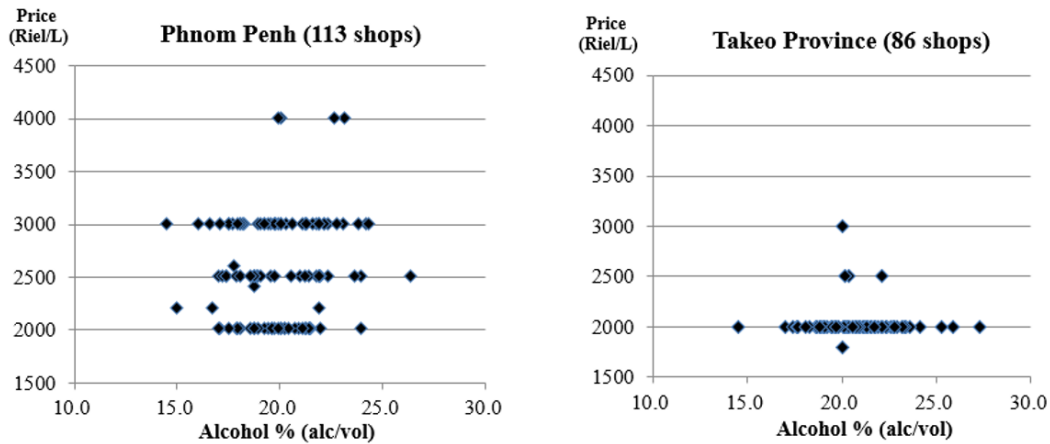 Price
(Riel/L)
Phnom Penh (113 shops)
4500
4000
3500
3000
2500
2000
1500
10.0 15.0 20.0 25.0 30.0
Alcohol % (alc/vol)
Price
(Riel/L)
Takeo Province (86 shops)
4500
4000
3500
3000
2500
2000
1500
10.0 15.0 20.0 25.0 30.0
Alcohol % (alc/vol)